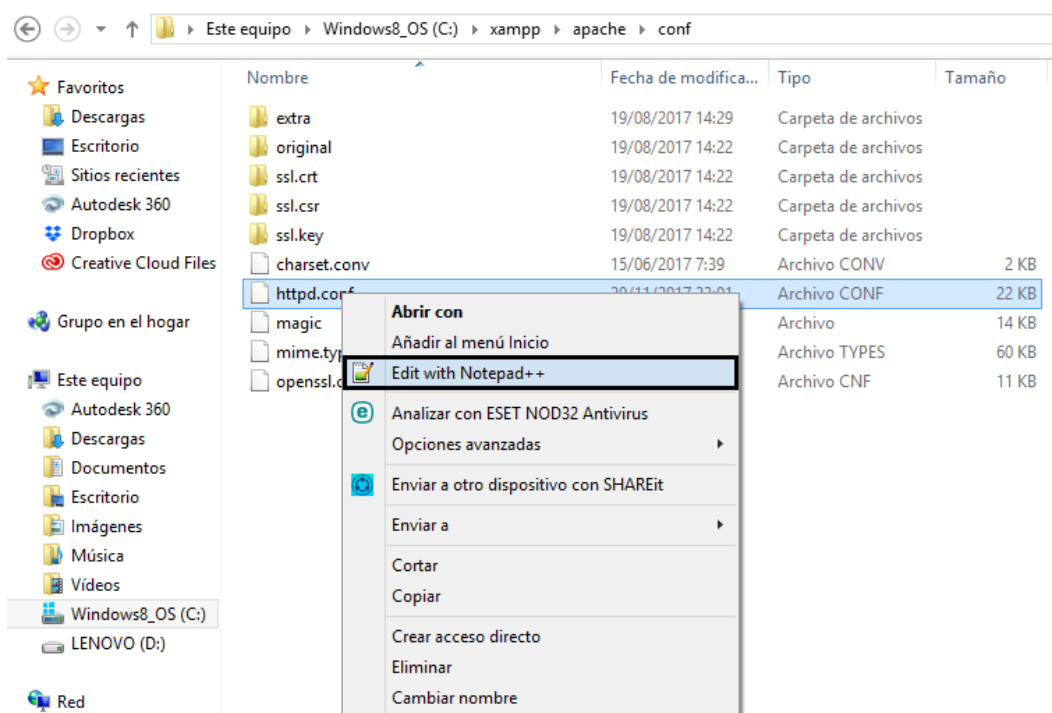 Este equipo Windows8_OS (C:) xampp apache conf
Nombre Fecha de modifica... Tipo Tamaño
Favoritos
Descargas
Escritorio
Sitios recientes
Autodesk 360
Dropbox
Creative Cloud Files
Grupo en el hogar
Este equipo
Autodesk 360
Descargas
Documentos
Escritorio
Imágenes
Música
Vídeos
Windows8_OS (C:)
LENOVO (D:)
Red
extra 19/08/2017 14:29 Carpeta de archivos
original 19/08/2017 14:22 Carpeta de archivos
ssl.crt 19/08/2017 14:22 Carpeta de archivos
ssl.csr 19/08/2017 14:22 Carpeta de archivos
ssl.key 19/08/2017 14:22 Carpeta de archivos
charset.conv 15/06/2017 7:39 Archivo CONV 2 KB
httpd.conf Archivo CONF 22 KB
magic Archivo 14 KB
mime.typ Archivo TYPES 60 KB
openssl.c Archivo CNF 11 KB
Abrir con
Añadir al menú Inicio
Edit with Notepad++
Analizar con ESET NOD32 Antivirus
Opciones avanzadas
Enviar a otro dispositivo con SHAREit
Enviar a
Cortar
Copiar
Crear acceso directo
Eliminar
Cambiar nombre